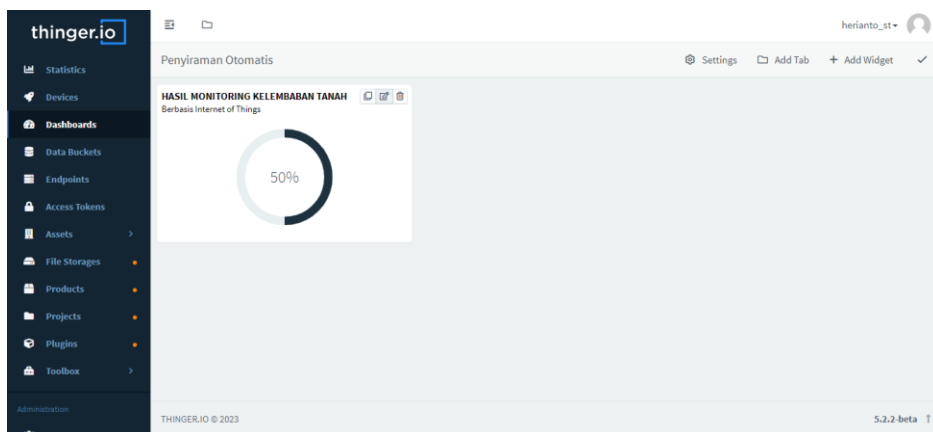 thinger.io
herianto_st
Statistics
Devices
Dashboards
Data Buckets
Endpoints
Access Tokens
Assets
File Storages
Products
Projects
Plugins
Toolbox
Administration
Penyiraman Otomatis
Settings
Add Tab
+ Add Widget
HASIL MONITORING KELEMBABAN TANAH
Berbasis Internet of Things
50%
THINGER.IO © 2023
5.2.2-beta